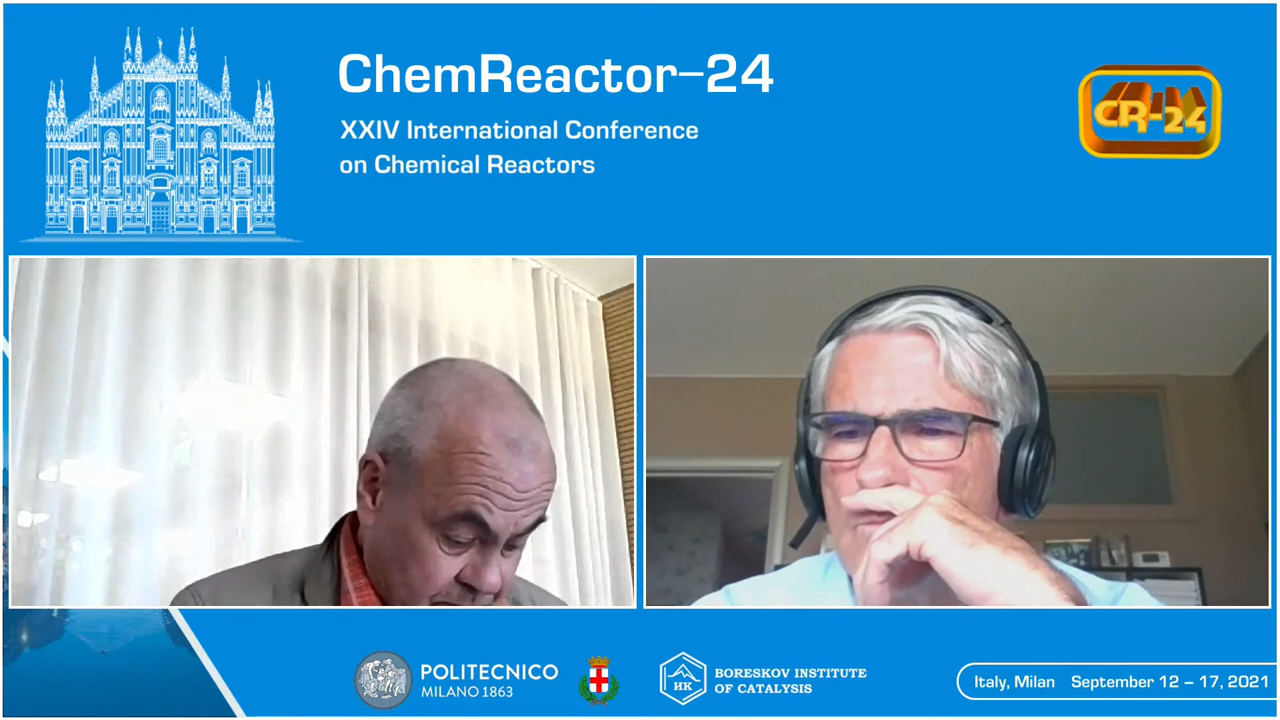 ChemReactor–24
XXIV International Conference
on Chemical Reactors
CR-24
POLITECNICO
MILANO 1863
ИК
BORESKOV INSTITUTE
OF CATALYSIS
Italy, Milan September 12 – 17, 2021